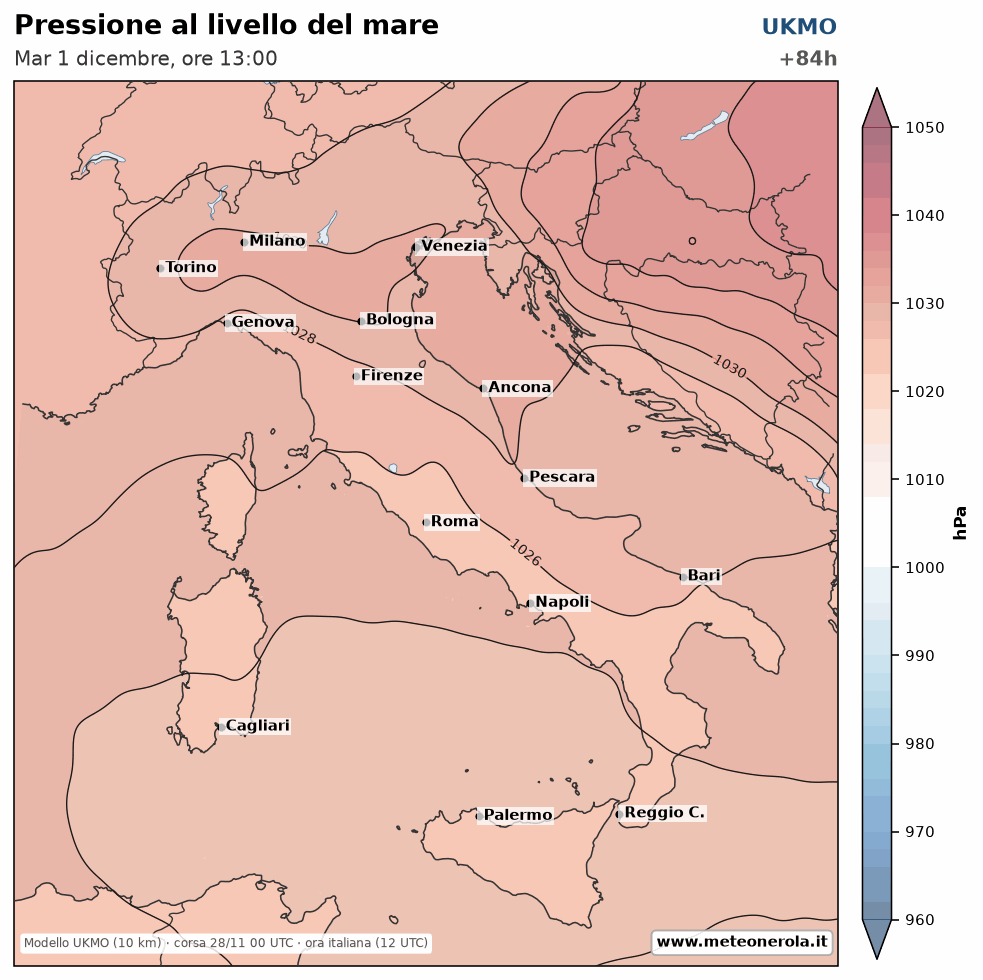 Pressione al livello del mare
UKMO
Mar 1 dicembre, ore 13:00
+84h
Milano
Venezia
Torino
Genova
Bologna
1028
Firenze
Ancona
1030
Pescara
Roma
1026
Napoli
Bari
Cagliari
Palermo
Reggio C.
Modello UKMO (10 km) · corsa 28/11 00 UTC · ora italiana (12 UTC)
www.meteonerola.it
1050
1040
1030
1020
1010
1000
990
980
970
960
hPa